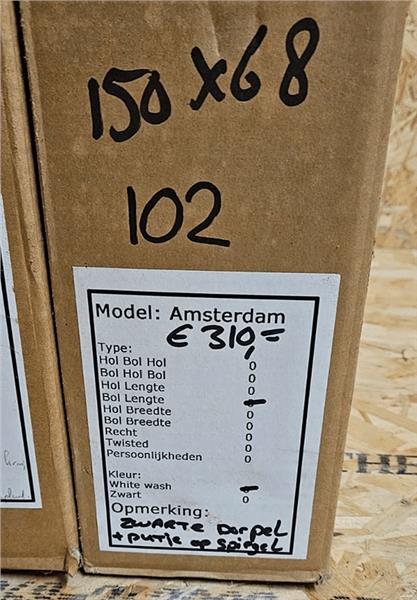 150x68
102
Model: Amsterdam
€ 310,=
Type:
Hol Bol Hol 0
Bol Hol Bol 0
Hol Lengte 0
Bol Lengte
Hol Breedte 0
Bol Breedte 0
Recht 0
Twisted 0
Persoonlijkheden 0
Kleur:
White wash
Zwart 0
Opmerking:
ZWARTE Dorpel
+ putje op spiegel